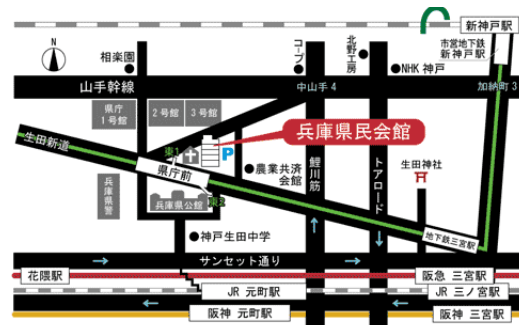 新神戸駅
市営地下鉄
新神戸駅
N
相楽園
コープ
北野工房
NHK 神戸
山手幹線
中山手 4
加納町 3
県庁
1号館
2号館
3号館
兵庫県民会館
生田新道
東1
P
県庁前
農業共済
会館
鯉川筋
トアロード
生田神社
兵庫県警
兵庫県公館
東2
神戸生田中学
地下鉄三宮駅
サンセット通り
花隈駅
阪急 三宮駅
JR 元町駅
JR 三ノ宮駅
阪神 元町駅
阪神 三宮駅